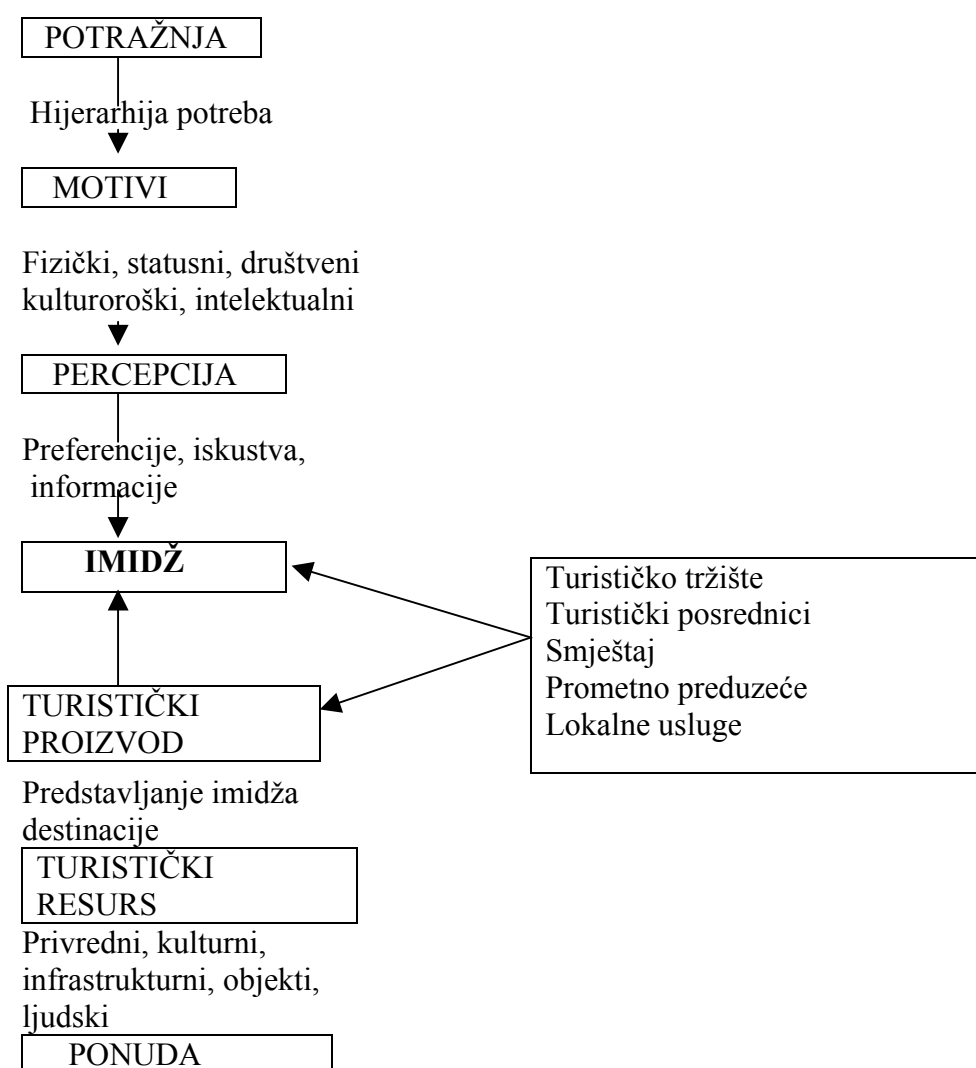 POTRAŽNJA
Hijerarhija potreba
MOTIVI
Fizički, statusni, društveni
kulturoroški, intelektualni
PERCEPCIJA
Preferencije, iskustva,
informacije
IMIDŽ
Turističko tržište
Turistički posrednici
Smještaj
Prometno preduzeće
Lokalne usluge
TURISTIČKI
PROIZVOD
Predstavljanje imidža
destinacije
TURISTIČKI
RESURS
Privredni, kulturni,
infrastrukturni, objekti,
ljudski
PONUDA